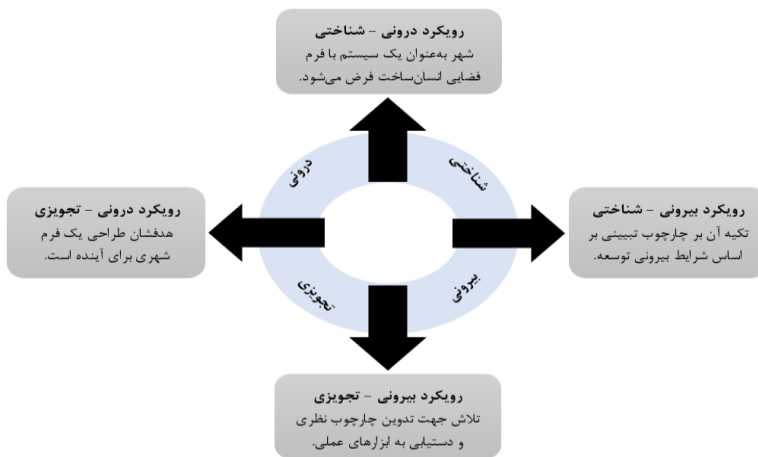 رویکرد درونی – شناختی
شهر به‌عنوان یک سیستم با فرم
فضایی انسان‌ساخت فرض می‌شود.
درونی
شناختی
رویکرد بیرونی – شناختی
تکیه آن بر چارچوب تبیینی بر
اساس شرایط بیرونی توسعه.
رویکرد درونی – تجویزی
هدفشان طراحی یک فرم
شهری برای آینده است.
بیرونی
تجویزی
رویکرد بیرونی – تجویزی
تلاش جهت تدوین چارچوب نظری
و دستیابی به ابزارهای عملی.